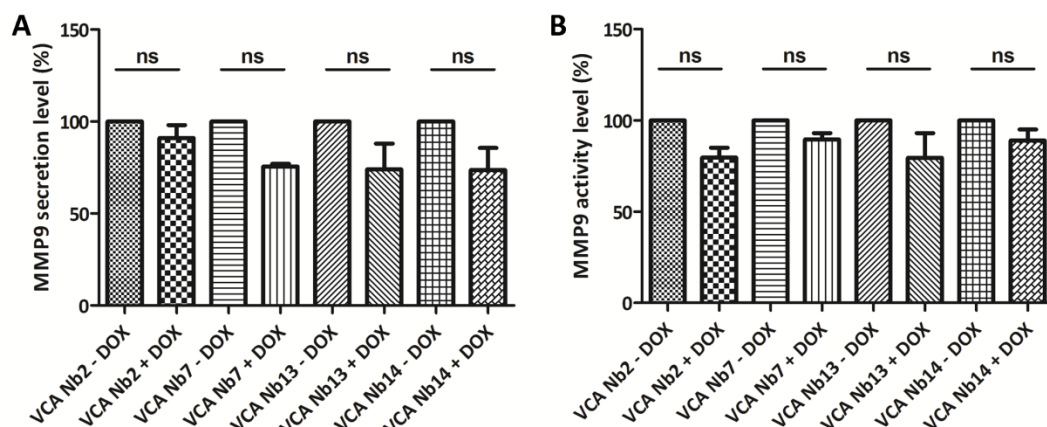 A
MMP9 secretion level (%)
150
100
50
0
ns
ns
ns
ns
VCA Nb2 - DOX
VCA Nb2 + DOX
VCA Nb7 - DOX
VCA Nb7 + DOX
VCA Nb13 - DOX
VCA Nb13 + DOX
VCA Nb14 - DOX
VCA Nb14 + DOX
B
MMP9 activity level (%)
150
100
50
0
ns
ns
ns
ns
VCA Nb2 - DOX
VCA Nb2 + DOX
VCA Nb7 - DOX
VCA Nb7 + DOX
VCA Nb13 - DOX
VCA Nb13 + DOX
VCA Nb14 - DOX
VCA Nb14 + DOX